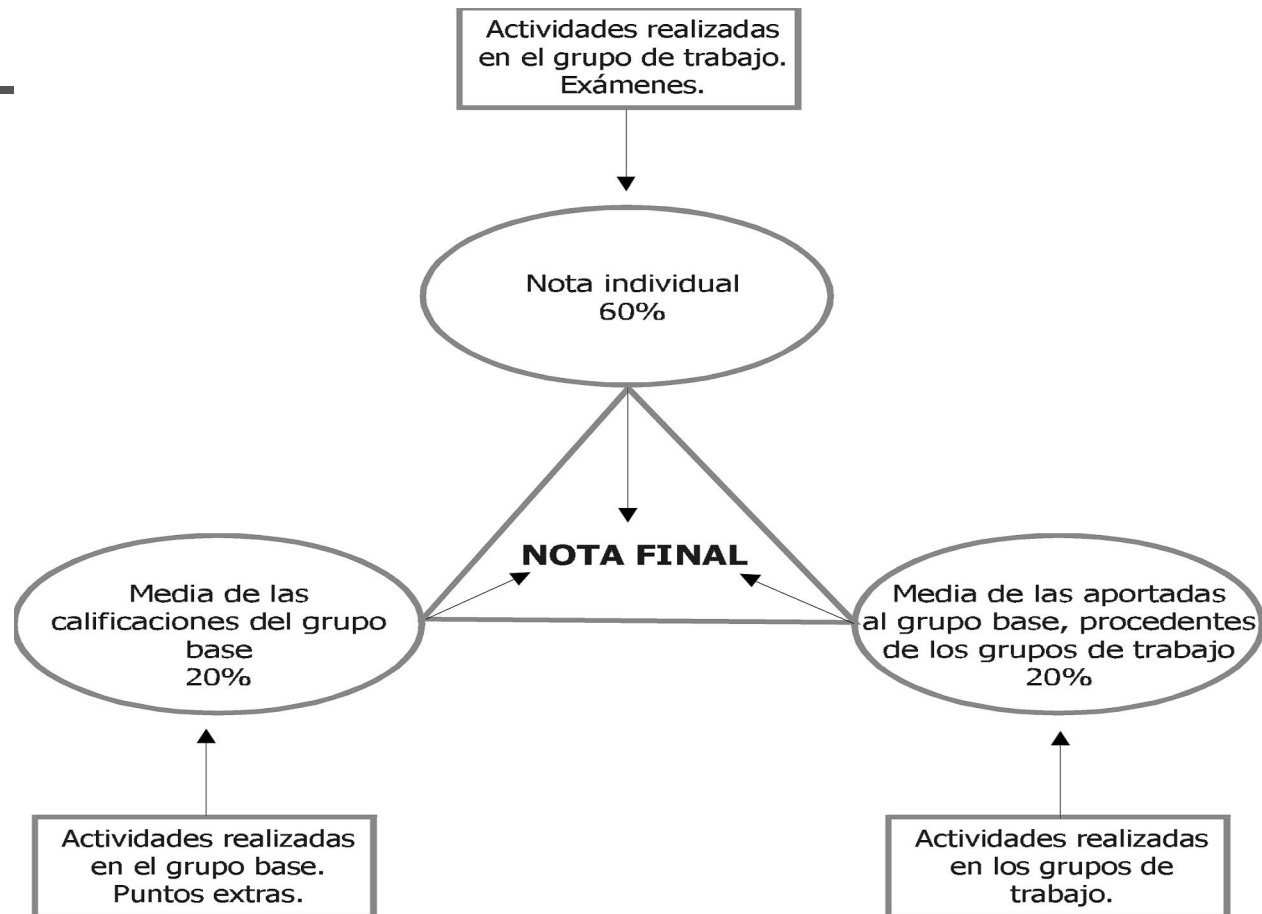 Actividades realizadas
en el grupo de trabajo.
Exámenes.
Nota individual
60%
NOTA FINAL
Media de las
calificaciones del grupo
base
20%
Media de las aportadas
al grupo base, procedentes
de los grupos de trabajo
20%
Actividades realizadas
en el grupo base.
Puntos extras.
Actividades realizadas
en los grupos de
trabajo.